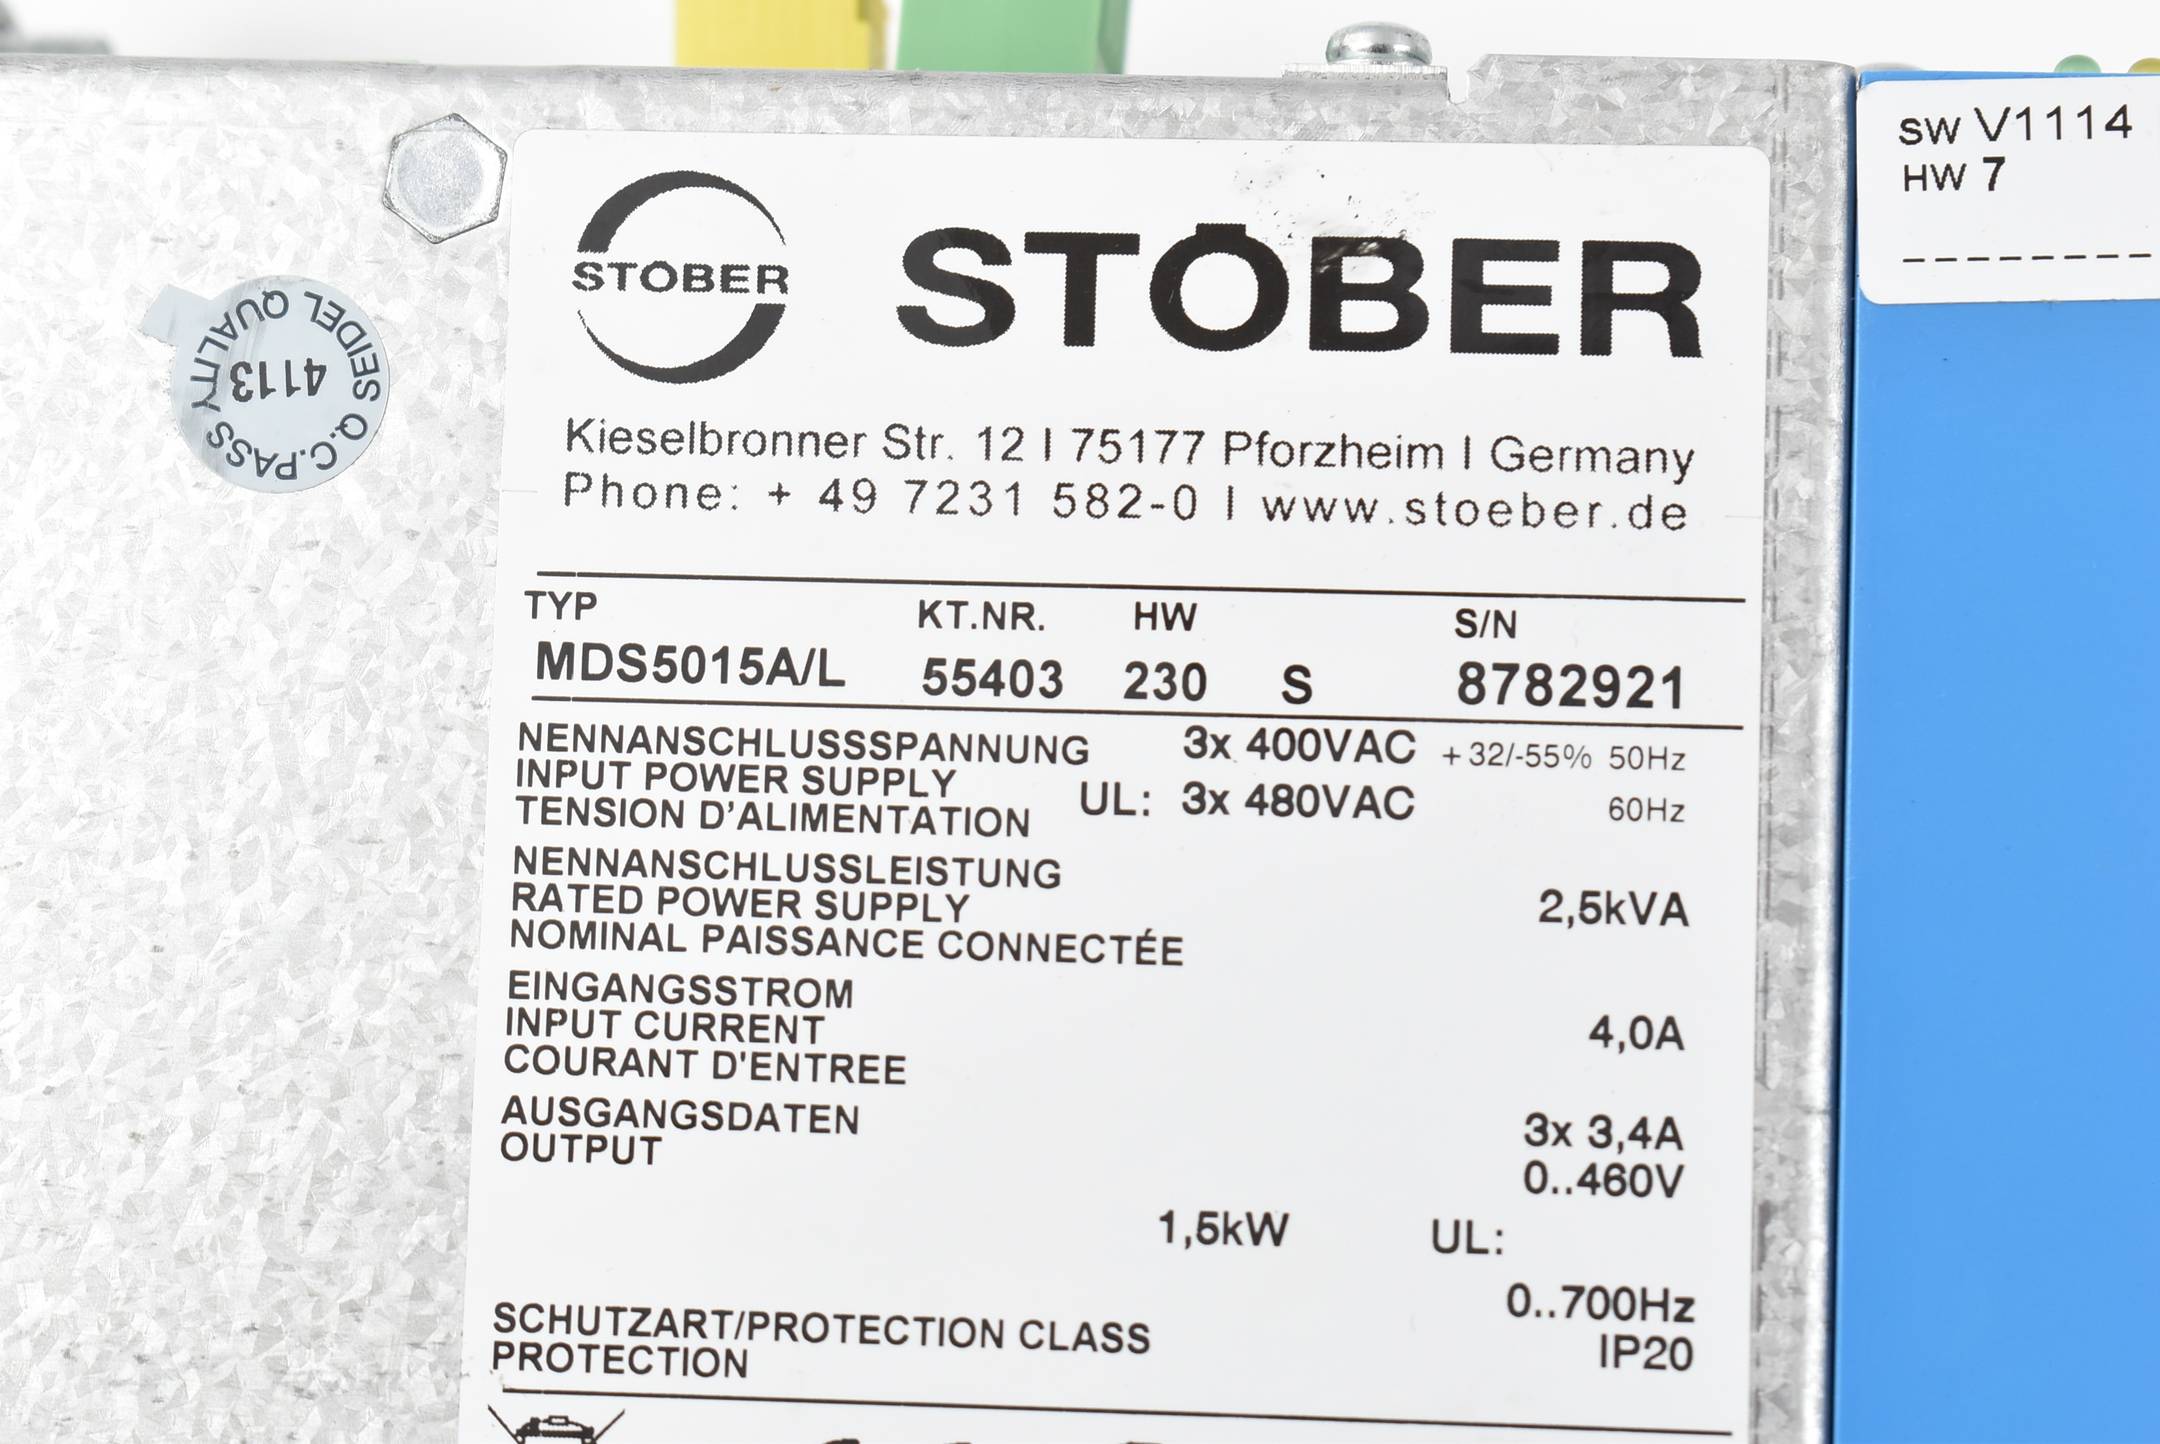 SW V1114
HW 7
--------
SEIDEL QUALITY Q.C.PASS
4113
STÖBER
STÖBER
Kieselbronner Str. 12 I 75177 Pforzheim I Germany
Phone: + 49 7231 582-0 I www.stoeber.de
TYP KT.NR. HW S/N
MDS5015A/L 55403 230 S 8782921
NENNANSCHLUSSSPANNUNG 3x 400VAC +32/-55% 50Hz
INPUT POWER SUPPLY
TENSION D'ALIMENTATION UL: 3x 480VAC 60Hz
NENNANSCHLUSSLEISTUNG
RATED POWER SUPPLY 2,5kVA
NOMINAL PAISSANCE CONNECTÉE
EINGANGSSTROM
INPUT CURRENT 4,0A
COURANT D'ENTREE
AUSGANGSDATEN 3x 3,4A
OUTPUT 0..460V
1,5kW UL:
0..700Hz
SCHUTZART/PROTECTION CLASS IP20
PROTECTION